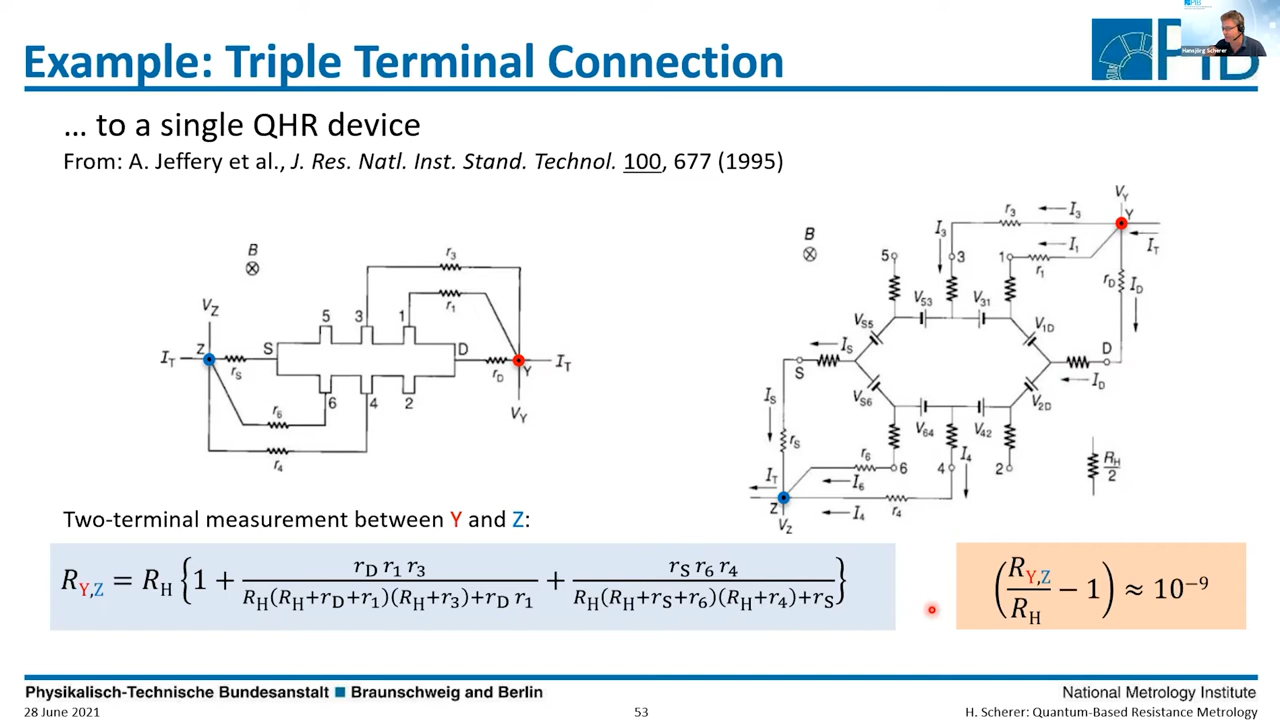 Example: Triple Terminal Connection
PTB
Hansjörg Scherer
… to a single QHR device
From: A. Jeffery et al., J. Res. Natl. Inst. Stand. Technol. 100, 677 (1995)
B
V_Z
I_T
Z
r_S
S
5
3
1
r_3
r_1
D
r_D
Y
I_T
V_Y
6
4
2
r_6
r_4
B
V_Y
Y
I_T
r_3
I_3
I_3
5
3
1
I_1
r_1
r_D
I_D
V_53
V_31
V_S5
V_1D
I_S
S
D
I_D
V_S6
V_2D
V_64
V_42
I_S
r_S
r_6
6
I_6
4
I_4
2
R_H/2
I_T
Z
V_Z
I_4
r_4
Two-terminal measurement between Y and Z:
R_Y,Z = R_H {1 + r_D r_1 r_3 / R_H(R_H+r_D+r_1)(R_H+r_3)+r_D r_1 + r_S r_6 r_4 / R_H(R_H+r_S+r_6)(R_H+r_4)+r_S}
(R_Y,Z / R_H − 1) ≈ 10⁻⁹
Physikalisch-Technische Bundesanstalt ■ Braunschweig and Berlin
National Metrology Institute
28 June 2021
53
H. Scherer: Quantum-Based Resistance Metrology